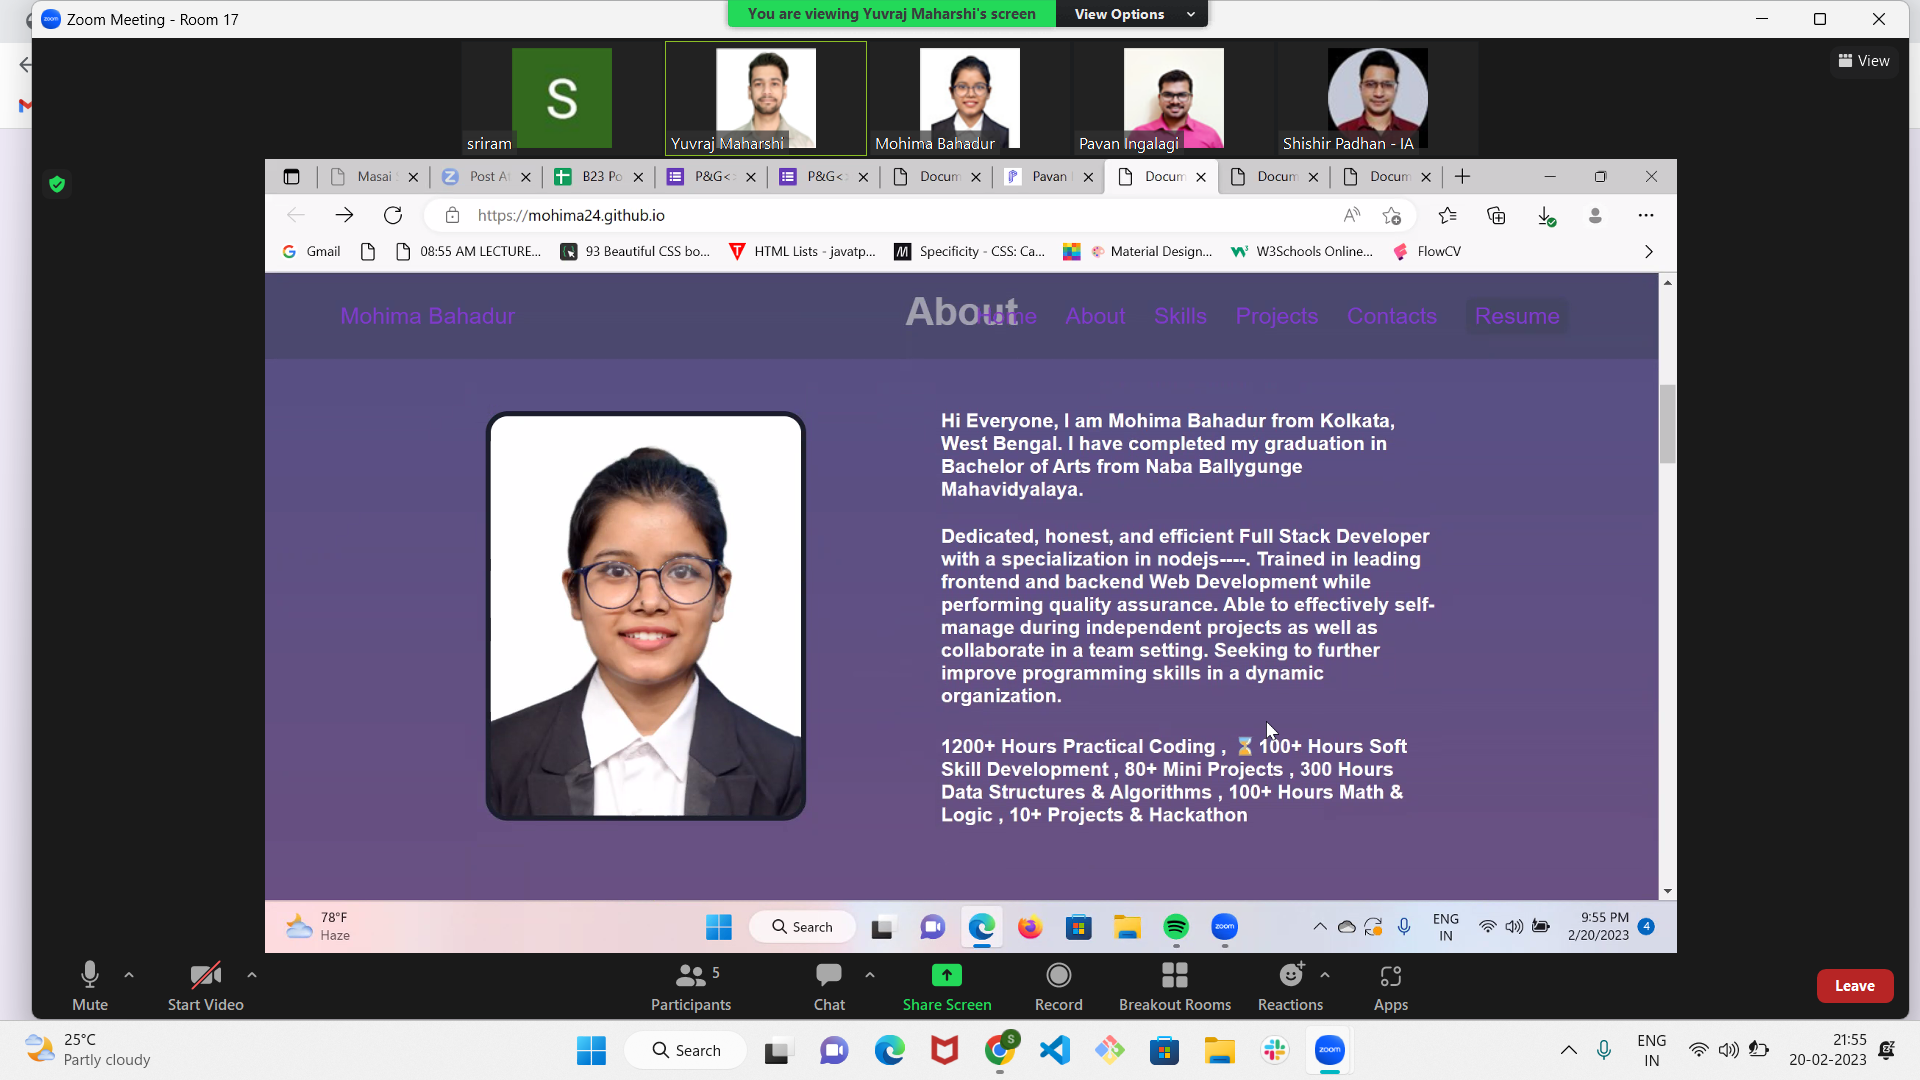 Zoom Meeting - Room 17
You are viewing Yuvraj Maharshi's screen
View Options
View
S
sriram
Yuvraj Maharshi
Mohima Bahadur
Pavan Ingalagi
Shishir Padhan - IA
Masai
Post A
B23 Po
P&G<
P&G<
Docum
Pavan
Docum
Docum
Docum
https://mohima24.github.io
Gmail
08:55 AM LECTURE...
93 Beautiful CSS bo...
HTML Lists - javatp...
Specificity - CSS: Ca...
Material Design...
W3Schools Online...
FlowCV
Mohima Bahadur
About
Home
About
Skills
Projects
Contacts
Resume
Hi Everyone, I am Mohima Bahadur from Kolkata,
West Bengal. I have completed my graduation in
Bachelor of Arts from Naba Ballygunge
Mahavidyalaya.
Dedicated, honest, and efficient Full Stack Developer
with a specialization in nodejs----. Trained in leading
frontend and backend Web Development while
performing quality assurance. Able to effectively self-
manage during independent projects as well as
collaborate in a team setting. Seeking to further
improve programming skills in a dynamic
organization.
1200+ Hours Practical Coding , ⌛ 100+ Hours Soft
Skill Development , 80+ Mini Projects , 300 Hours
Data Structures & Algorithms , 100+ Hours Math &
Logic , 10+ Projects & Hackathon
78°F
Haze
Search
zoom
ENG
IN
9:55 PM
2/20/2023
4
Mute
Start Video
5
Participants
Chat
Share Screen
Record
Breakout Rooms
Reactions
Apps
Leave
25°C
Partly cloudy
Search
S
zoom
ENG
IN
21:55
20-02-2023